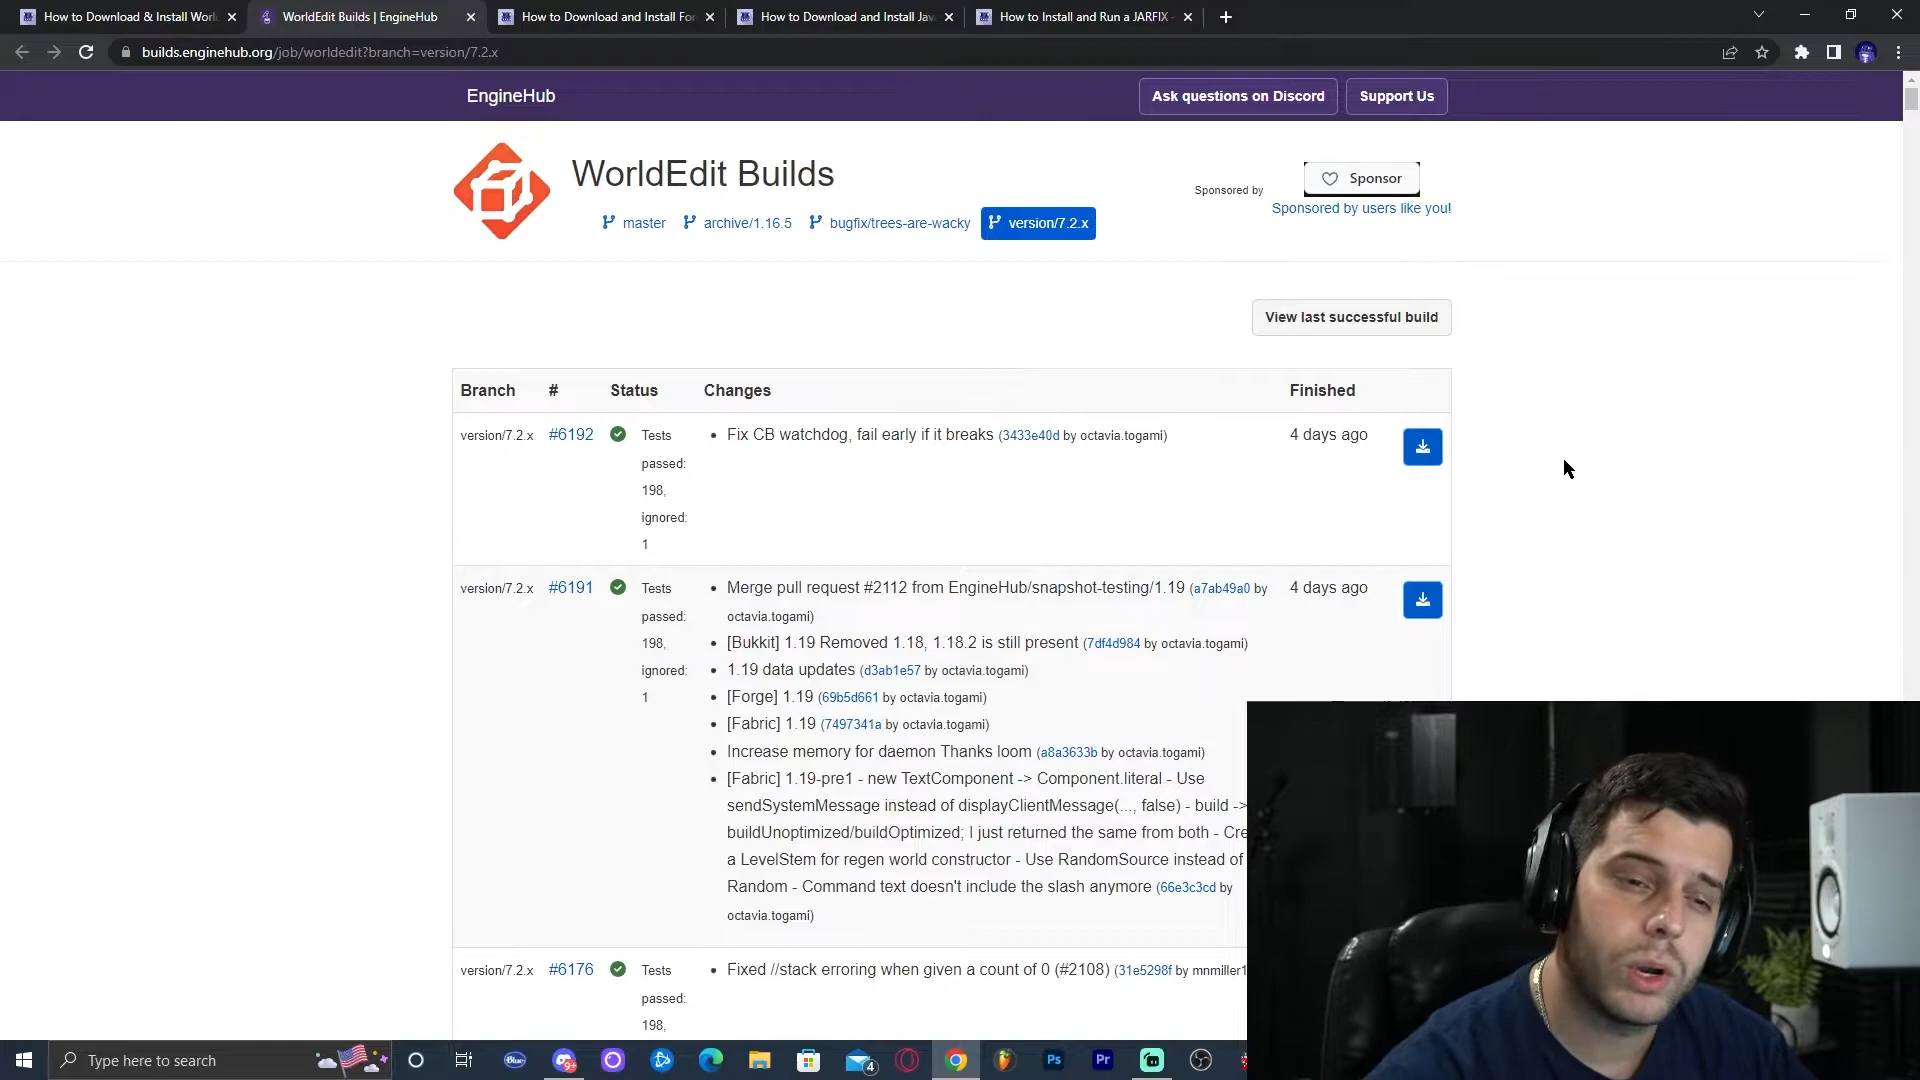 How to Download & Install Worl
WorldEdit Builds | EngineHub
How to Download and Install For
How to Download and Install Jav
How to Install and Run a JARFIX
builds.enginehub.org/job/worldedit?branch=version/7.2.x
EngineHub
Ask questions on Discord
Support Us
WorldEdit Builds
Sponsored by
Sponsor
Sponsored by users like you!
master
archive/1.16.5
bugfix/trees-are-wacky
version/7.2.x
View last successful build
Branch # Status Changes Finished
version/7.2.x #6192 Tests passed: 198, ignored: 1
Fix CB watchdog, fail early if it breaks (3433e40d by octavia.togami)
4 days ago
version/7.2.x #6191 Tests passed: 198, ignored: 1
Merge pull request #2112 from EngineHub/snapshot-testing/1.19 (a7ab49a0 by
octavia.togami)
4 days ago
[Bukkit] 1.19 Removed 1.18, 1.18.2 is still present (7df4d984 by octavia.togami)
1.19 data updates (d3ab1e57 by octavia.togami)
[Forge] 1.19 (69b5d661 by octavia.togami)
[Fabric] 1.19 (7497341a by octavia.togami)
Increase memory for daemon Thanks loom (a8a3633b by octavia.togami)
[Fabric] 1.19-pre1 - new TextComponent -> Component.literal - Use
sendSystemMessage instead of displayClientMessage(..., false) - build ->
buildUnoptimized/buildOptimized; I just returned the same from both - Cre
a LevelStem for regen world constructor - Use RandomSource instead of
Random - Command text doesn't include the slash anymore (66e3c3cd by
octavia.togami)
version/7.2.x #6176 Tests passed: 198,
Fixed //stack erroring when given a count of 0 (#2108) (31e5298f by mnmiller1
Type here to search
Blue
9+
4
Ps
Pr